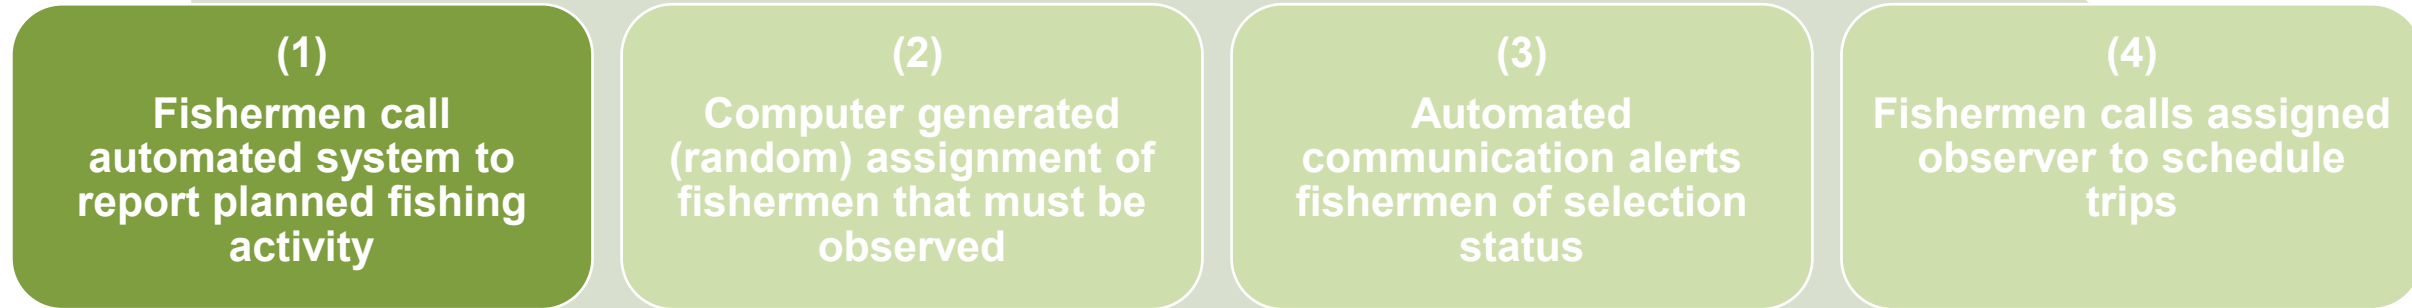 (1)
Fishermen call
automated system to
report planned fishing
activity
(2)
Computer generated
(random) assignment of
fishermen that must be
observed
(3)
Automated
communication alerts
fishermen of selection
status
(4)
Fishermen calls assigned
observer to schedule
trips